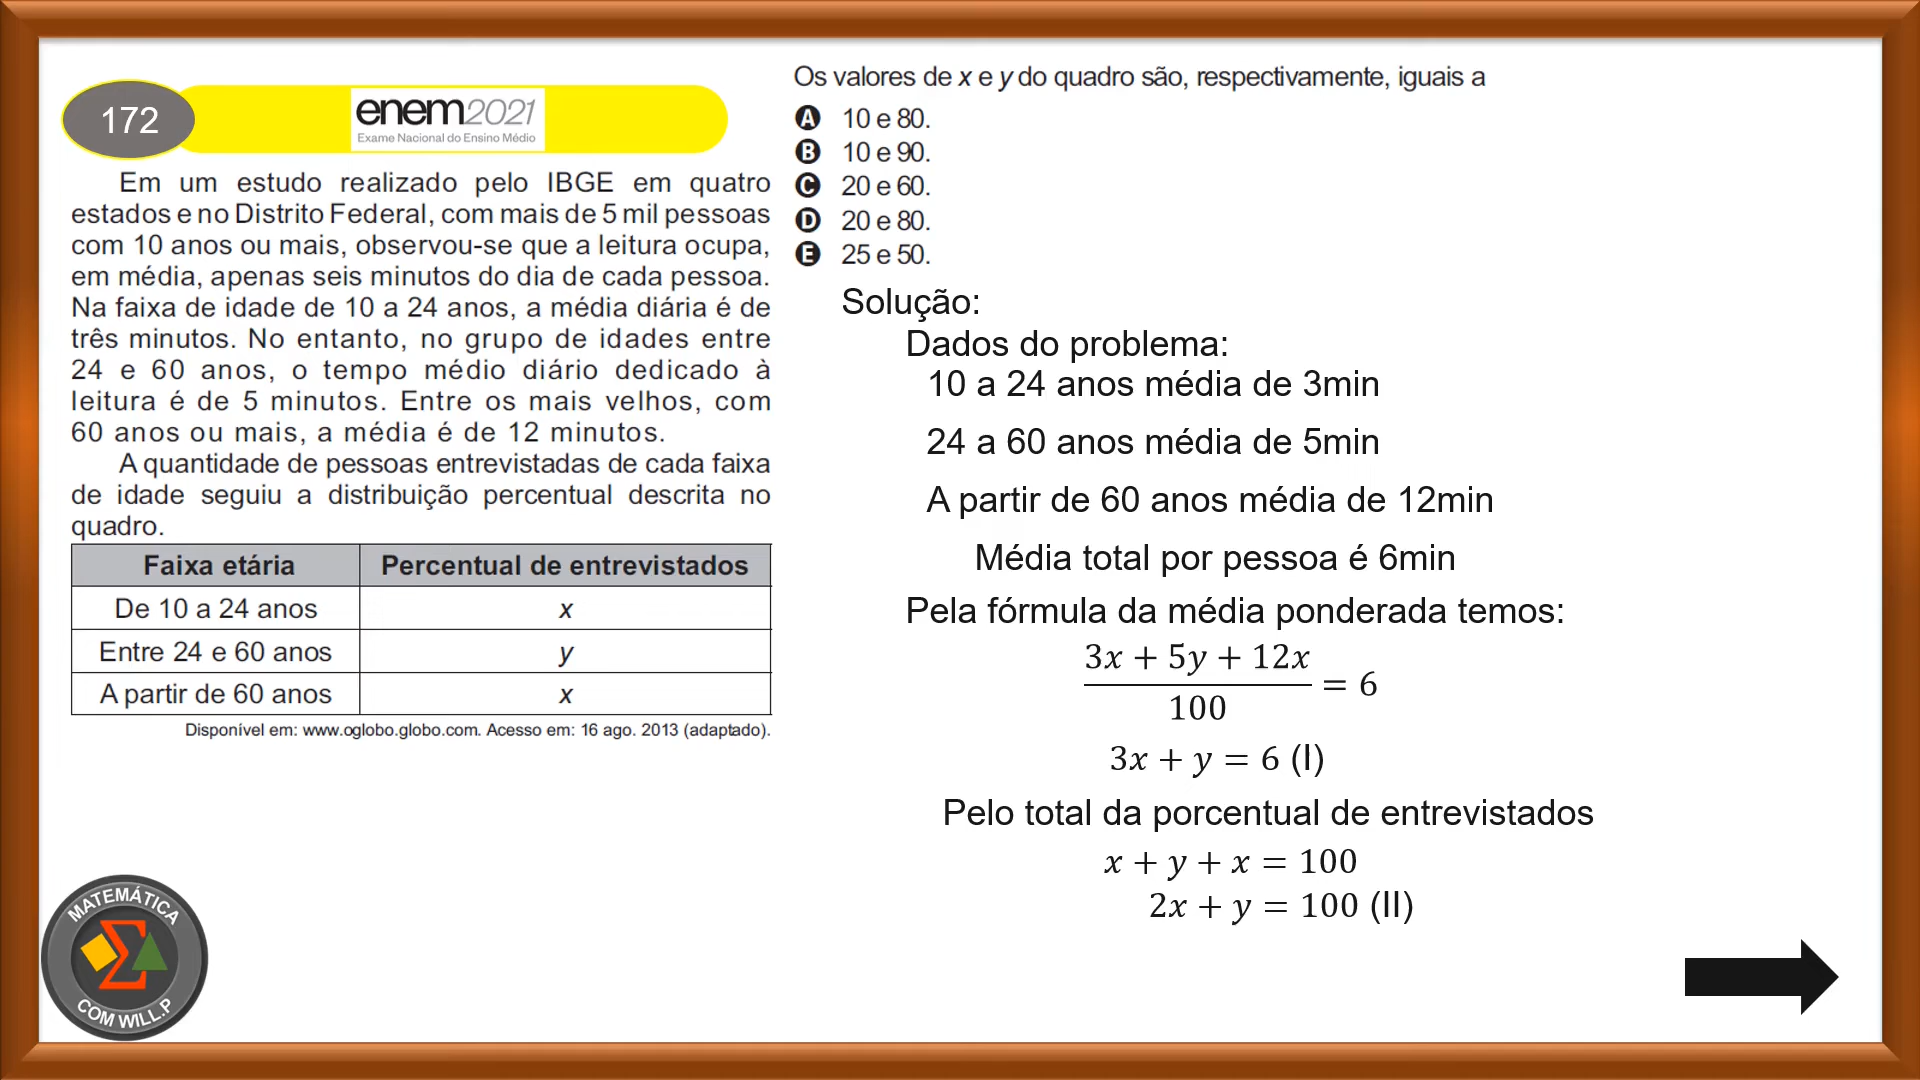 172
enem2021
Exame Nacional do Ensino Médio
Em um estudo realizado pelo IBGE em quatro
estados e no Distrito Federal, com mais de 5 mil pessoas
com 10 anos ou mais, observou-se que a leitura ocupa,
em média, apenas seis minutos do dia de cada pessoa.
Na faixa de idade de 10 a 24 anos, a média diária é de
três minutos. No entanto, no grupo de idades entre
24 e 60 anos, o tempo médio diário dedicado à
leitura é de 5 minutos. Entre os mais velhos, com
60 anos ou mais, a média é de 12 minutos.
A quantidade de pessoas entrevistadas de cada faixa
de idade seguiu a distribuição percentual descrita no
quadro.
Faixa etária Percentual de entrevistados
De 10 a 24 anos x
Entre 24 e 60 anos y
A partir de 60 anos x
Disponível em: www.oglobo.globo.com. Acesso em: 16 ago. 2013 (adaptado).
MATEMÁTICA
COM WILL.P
Os valores de x e y do quadro são, respectivamente, iguais a
A 10 e 80.
B 10 e 90.
C 20 e 60.
D 20 e 80.
E 25 e 50.
Solução:
Dados do problema:
10 a 24 anos média de 3min
24 a 60 anos média de 5min
A partir de 60 anos média de 12min
Média total por pessoa é 6min
Pela fórmula da média ponderada temos:
3x + 5y + 12x
100
= 6
3x + y = 6 (I)
Pelo total da porcentual de entrevistados
x + y + x = 100
2x + y = 100 (II)